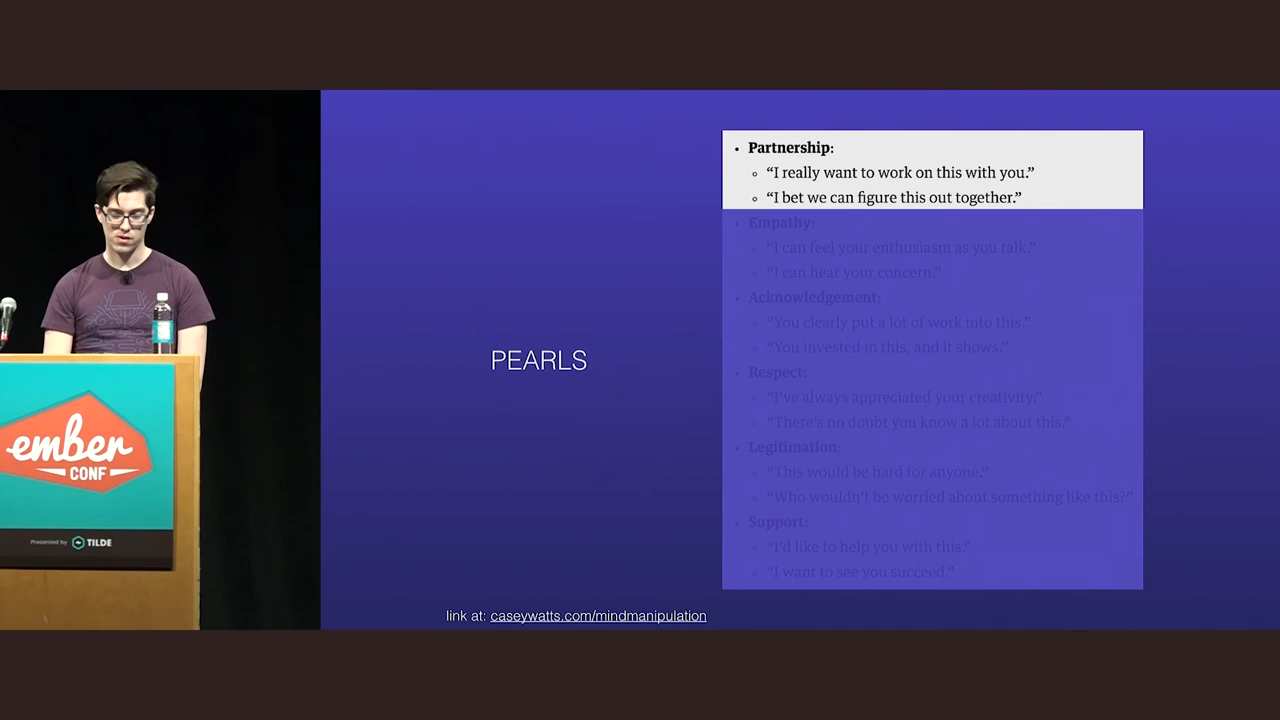 ember
CONF
Presented by TILDE
PEARLS
• Partnership:
◦ “I really want to work on this with you.”
◦ “I bet we can figure this out together.”
• Empathy:
◦ “I can feel your enthusiasm as you talk.”
◦ “I can hear your concern.”
• Acknowledgement:
◦ “You clearly put a lot of work into this.”
◦ “You invested in this, and it shows.”
• Respect:
◦ “I’ve always appreciated your creativity.”
◦ “There’s no doubt you know a lot about this.”
• Legitimation:
◦ “This would be hard for anyone.”
◦ “Who wouldn’t be worried about something like this?”
• Support:
◦ “I’d like to help you with this.”
◦ “I want to see you succeed.”
link at: caseywatts.com/mindmanipulation